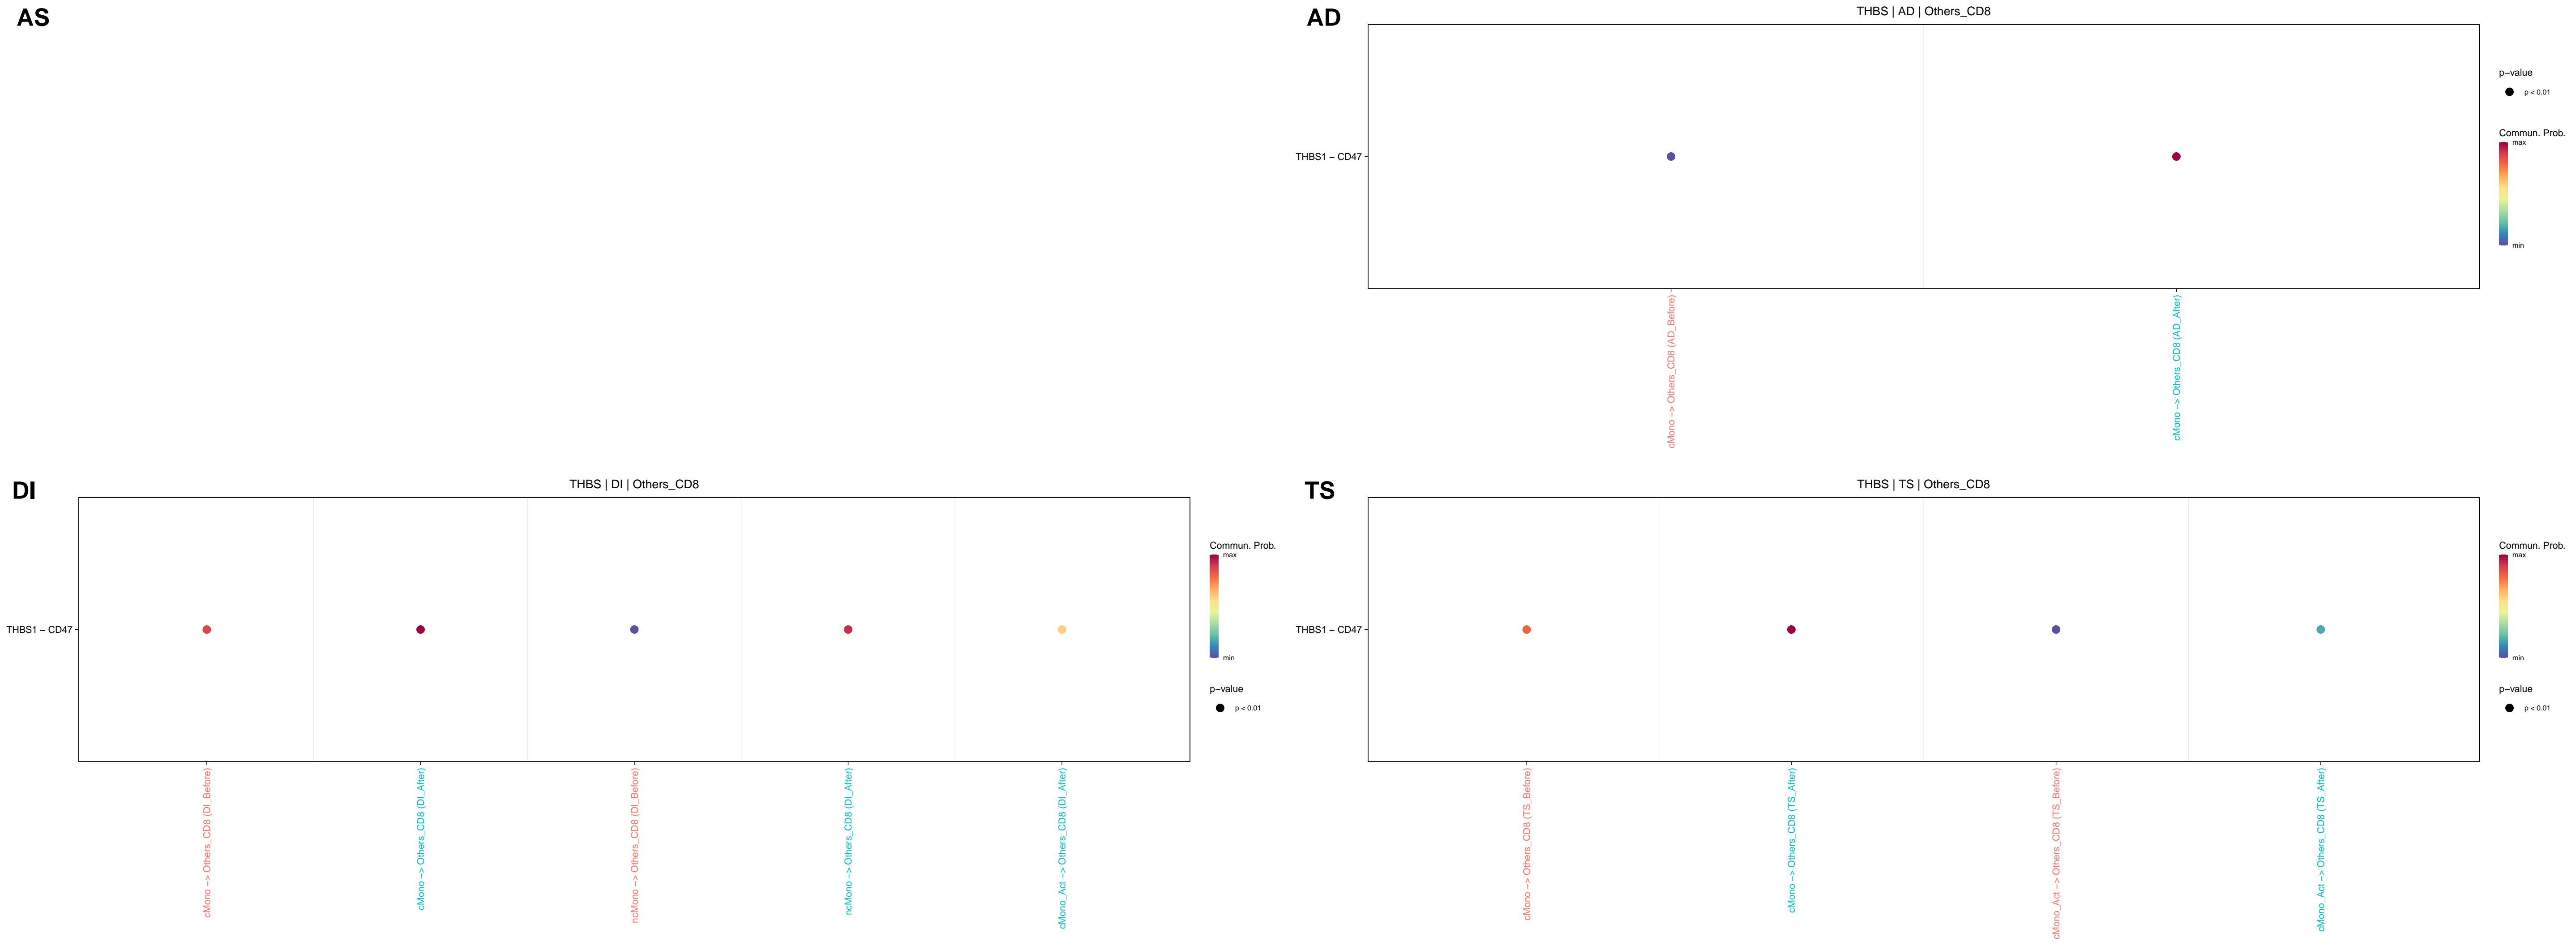 AS
AD
THBS | AD | Others_CD8
THBS1 − CD47
cMono −> Others_CD8 (AD_Before)
cMono −> Others_CD8 (AD_After)
p−value
p < 0.01
Commun. Prob.
max
min
DI
THBS | DI | Others_CD8
THBS1 − CD47
cMono −> Others_CD8 (DI_Before)
cMono −> Others_CD8 (DI_After)
ncMono −> Others_CD8 (DI_Before)
ncMono −> Others_CD8 (DI_After)
cMono_Act −> Others_CD8 (DI_After)
Commun. Prob.
max
min
p−value
p < 0.01
TS
THBS | TS | Others_CD8
THBS1 − CD47
cMono −> Others_CD8 (TS_Before)
cMono −> Others_CD8 (TS_After)
cMono_Act −> Others_CD8 (TS_Before)
cMono_Act −> Others_CD8 (TS_After)
Commun. Prob.
max
min
p−value
p < 0.01